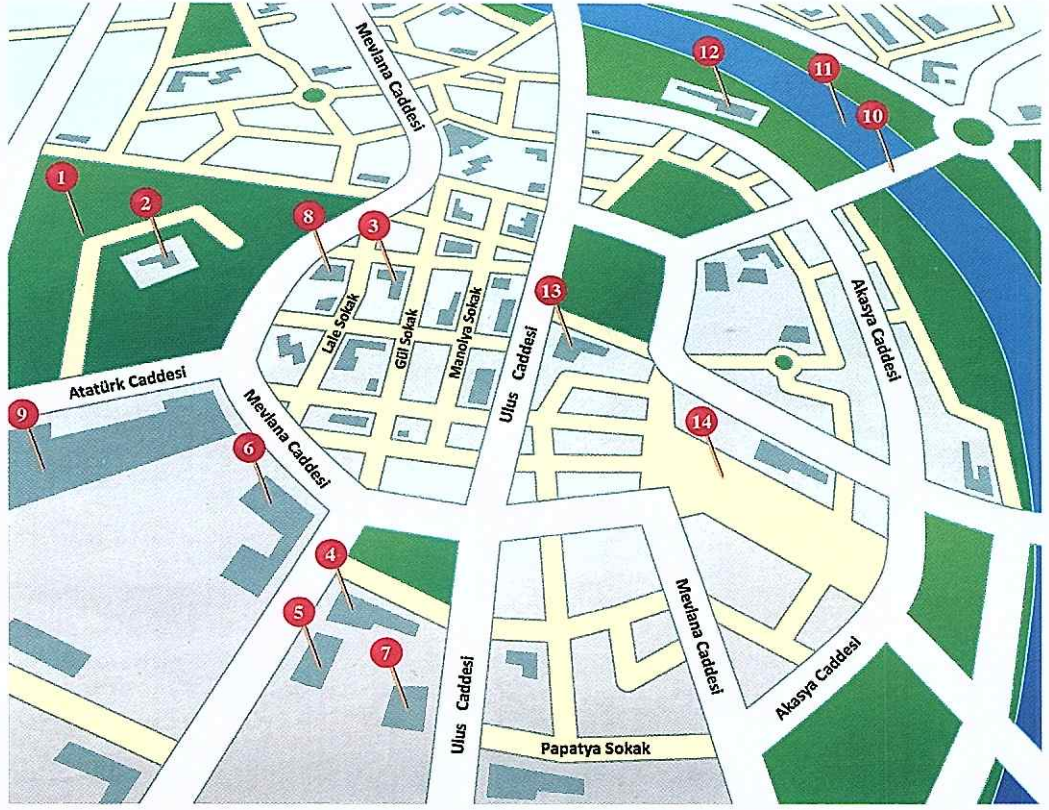 Mevlana Caddesi
12
11
10
1
2
8
3
13
Lale Sokak
Gül Sokak
Manolya Sokak
Ulus Caddesi
Akasya Caddesi
Atatürk Caddesi
9
Mevlana Caddesi
6
14
4
5
7
Ulus Caddesi
Mevlana Caddesi
Akasya Caddesi
Papatya Sokak